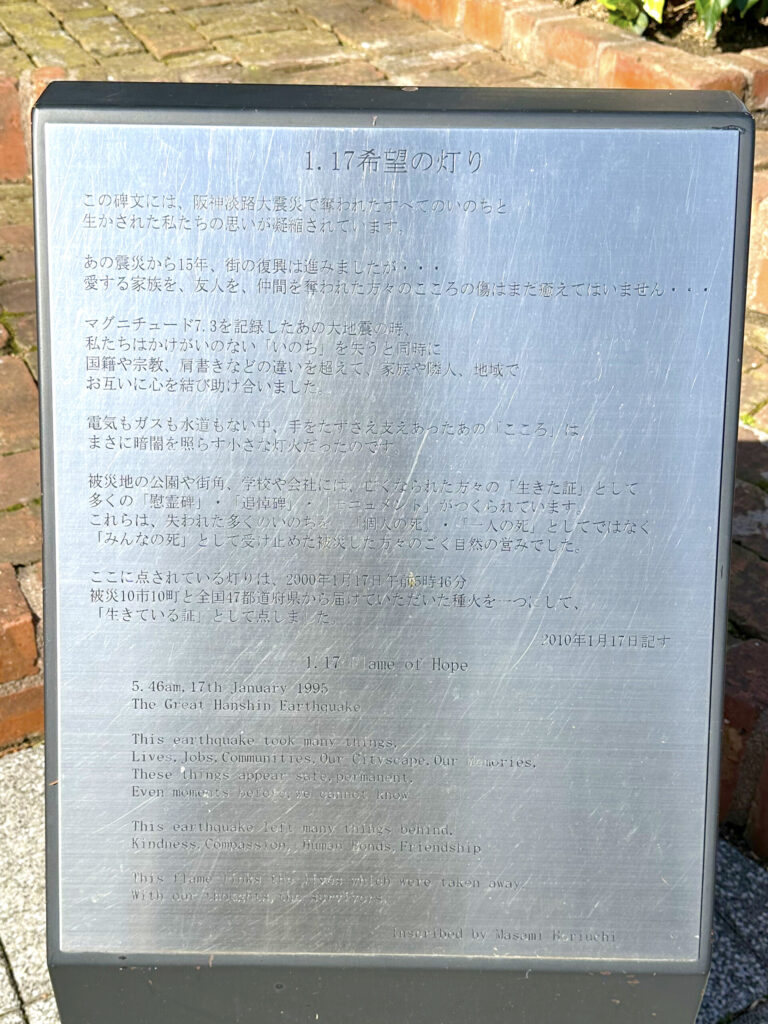 1.17希望の灯り
この碑文には、阪神淡路大震災で奪われたすべてのいのちと
生かされた私たちの思いが凝縮されています。
あの震災から15年、街の復興は進みましたが・・・
愛する家族を、友人を、仲間を奪われた方々のこころの傷はまだ癒えてはいません・・・
マグニチュード7.3を記録したあの大地震の時、
私たちはかけがいのない「いのち」を失うと同時に
国籍や宗教、肩書きなどの違いを超えて、家族や隣人、地域で
お互いに心を結び助け合いました。
電気もガスも水道もない中、手をたずさえ支えあったあの「こころ」は
まさに暗闇を照らす小さな灯火だったのです
被災地の公園や街角、学校や会社には、亡くなられた方々の「生きた証」として
多くの「慰霊碑」・「追悼碑」・「モニュメント」がつくられています。
これらは、失われた多くのいのちを「個人の死」・「一人の死」としてではなく
「みんなの死」として受け止めた被災した方々のごく自然の営みでした。
ここに点されている灯りは、2000年1月17日午前5時46分
被災10市10町と全国47都道府県から届けていただいた種火を一つにして、
「生きている証」として点しました。
2010年1月17日記す
1.17 Flame of Hope
5.46am,17th January 1995
The Great Hanshin Earthquake
This earthquake took many things,
Lives,Jobs,Communities,Our Cityscape,Our Memories.
These things appear safe,permanent.
Even moments before,we cannot know
This earthquake left many things behind,
Kindness,Compassion, Human Bonds,Friendship
This flame links the lives which were taken away
With our thoughts,the survivors.
Inscribed by Masami Horiuchi